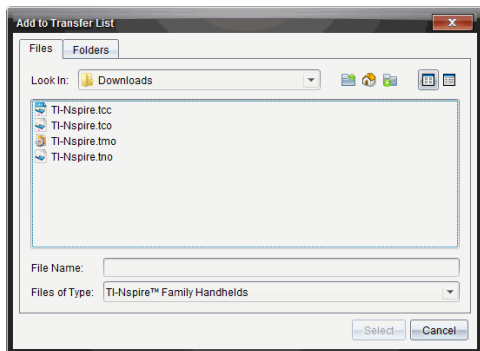 Add to Transfer List
Files Folders
Look In: Downloads
TI-Nspire.tcc
TI-Nspire.tco
TI-Nspire.tmo
TI-Nspire.tno
File Name:
Files of Type: TI-Nspire™ Family Handhelds
Select Cancel